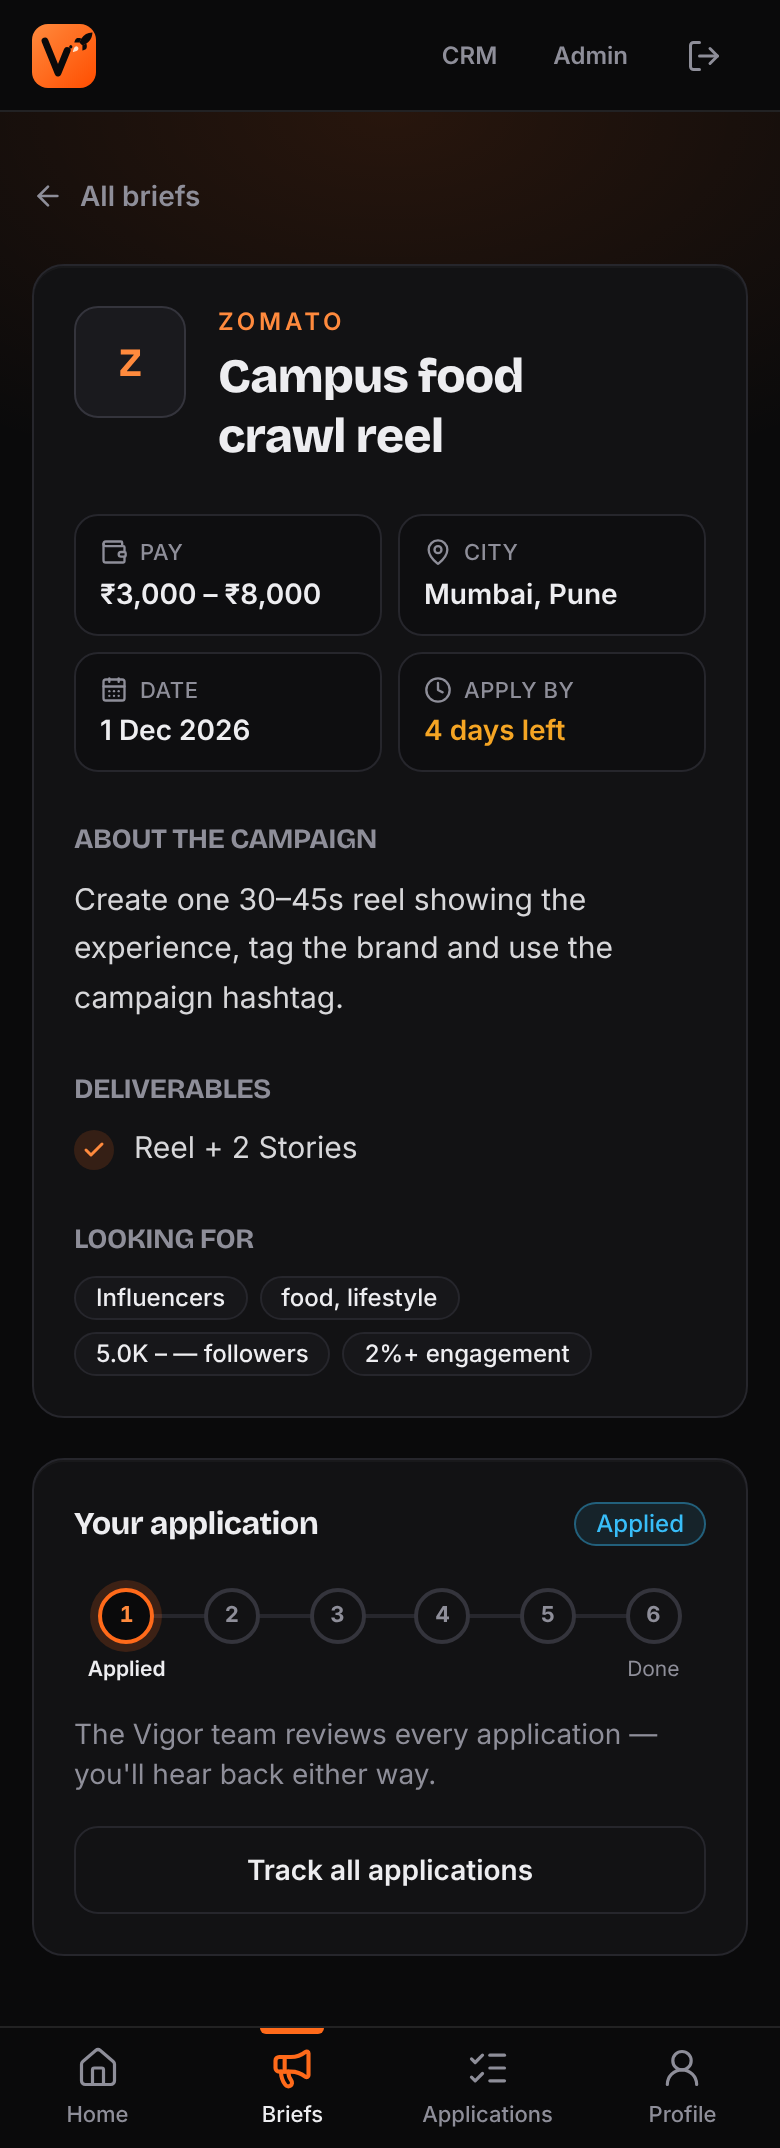 V
CRM Admin
All briefs
Z
ZOMATO
Campus food
crawl reel
PAY
₹3,000 – ₹8,000
CITY
Mumbai, Pune
DATE
1 Dec 2026
APPLY BY
4 days left
ABOUT THE CAMPAIGN
Create one 30–45s reel showing the
experience, tag the brand and use the
campaign hashtag.
DELIVERABLES
Reel + 2 Stories
LOOKING FOR
Influencers food, lifestyle
5.0K – — followers 2%+ engagement
Your application Applied
1 2 3 4 5 6
Applied Done
The Vigor team reviews every application —
you'll hear back either way.
Track all applications
Home Briefs Applications Profile